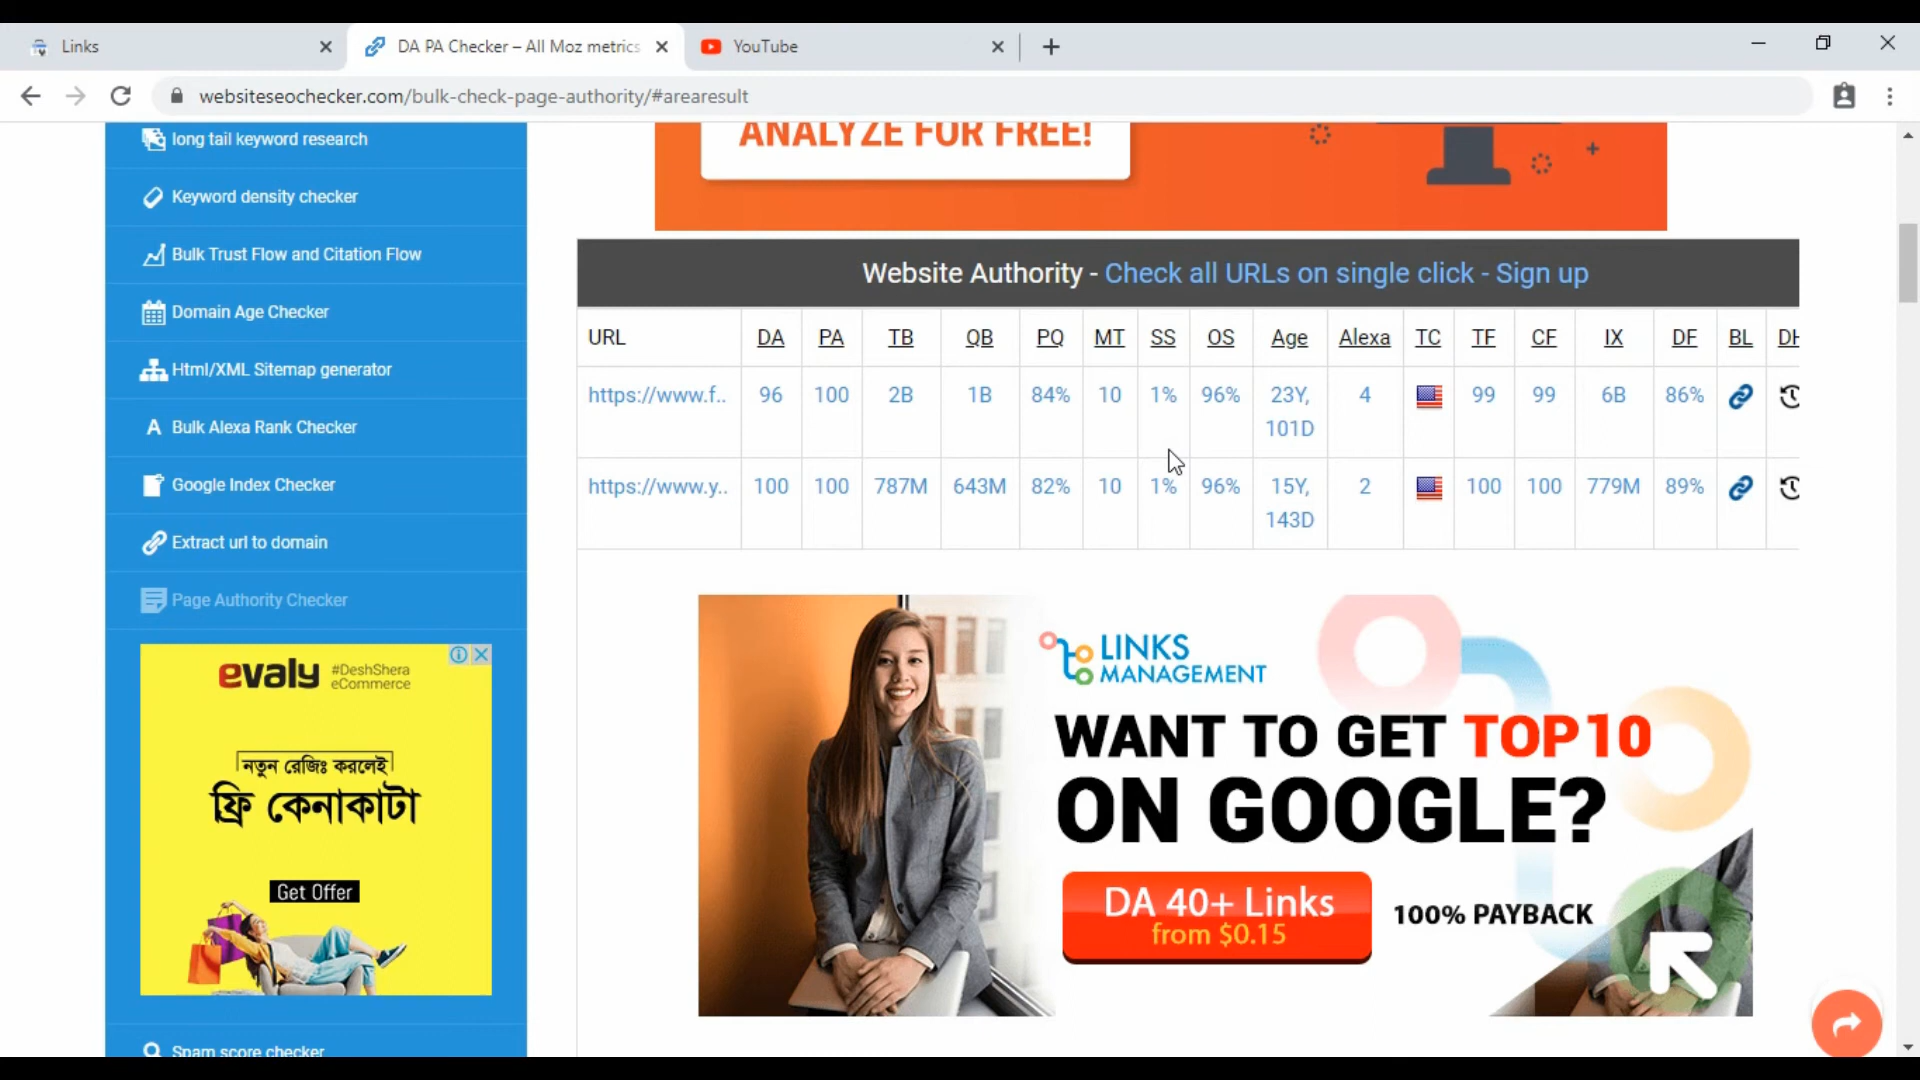 Links
DA PA Checker – All Moz metrics
YouTube
websiteseochecker.com/bulk-check-page-authority/#arearesult
long tail keyword research
Keyword density checker
Bulk Trust Flow and Citation Flow
Domain Age Checker
Html/XML Sitemap generator
A Bulk Alexa Rank Checker
Google Index Checker
Extract url to domain
Page Authority Checker
evaly #DeshShera
eCommerce
নতুন রেজিঃ করলেই
ফ্রি কেনাকাটা
Get Offer
Spam score checker
ANALYZE FOR FREE!
Website Authority - Check all URLs on single click - Sign up
URL DA PA TB QB PQ MT SS OS Age Alexa TC TF CF IX DF BL DH
https://www.f.. 96 100 2B 1B 84% 10 1% 96% 23Y, 4 99 99 6B 86%
101D
https://www.y.. 100 100 787M 643M 82% 10 1% 96% 15Y, 2 100 100 779M 89%
143D
LINKS
MANAGEMENT
WANT TO GET TOP10
ON GOOGLE?
DA 40+ Links
from $0.15
100% PAYBACK